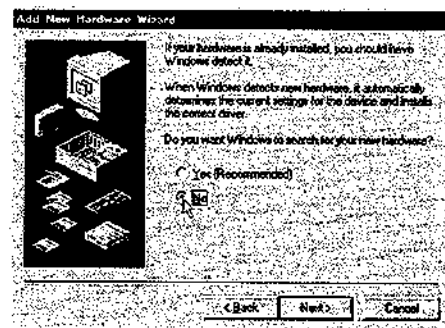 Add New Hardware Wizard
If your hardware is already installed, you should have
Windows detect it.
When Windows detects new hardware, it automatically
determines the current settings for the device and installs
the correct driver.
Do you want Windows to search for your new hardware?
Yes (Recommended)
No
< Back
Next >
Cancel